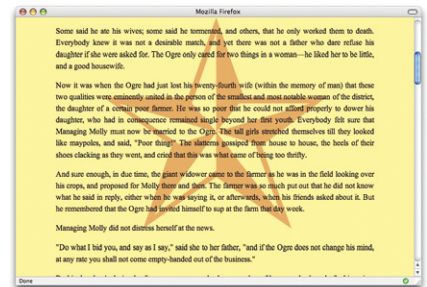 Mozilla Firefox
Some said he ate his wives; some said he tormented, and others, that he only worked them to death.
Everybody knew it was not a desirable match, and yet there was not a father who dare refuse his
daughter if she were asked for. The Ogre only cared for two things in a woman—he liked her to be little,
and a good housewife.
Now it was when the Ogre had just lost his twenty-fourth wife (within the memory of man) that these
two qualities were eminently united in the person of the smallest and most notable woman of the district,
the daughter of a certain poor farmer. He was so poor that he could not afford properly to dower his
daughter, who had in consequence remained single beyond her first youth. Everybody felt sure that
Managing Molly must now be married to the Ogre. The tall girls stretched themselves till they looked
like maypoles, and said, "Poor thing!" The slatterns gossiped from house to house, the heels of their
shoes clacking as they went, and cried that this was what came of being too thrifty.
And sure enough, in due time, the giant widower came to the farmer as he was in the field looking over
his crops, and proposed for Molly there and then. The farmer was so much put out that he did not know
what he said in reply, either when he was saying it, or afterwards, when his friends asked about it. But
he remembered that the Ogre had invited himself to sup at the farm that day week.
Managing Molly did not distress herself at the news.
"Do what I bid you, and say as I say," said she to her father, "and if the Ogre does not change his mind,
at any rate you shall not come empty-handed out of the business."
Done